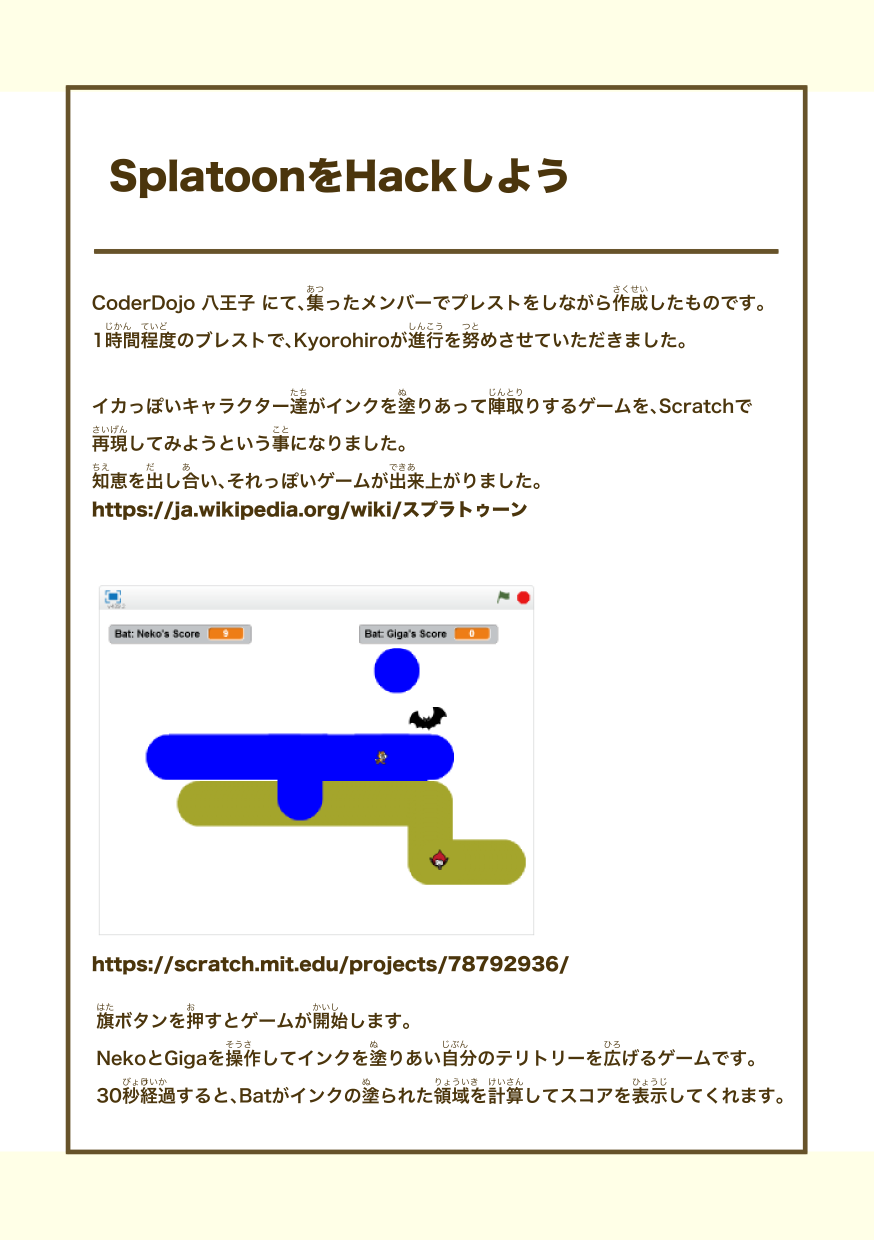 SplatoonをHackしよう
CoderDojo 八王子 にて、集ったメンバーでプレストをしながら作成したものです。
1時間程度のブレストで、Kyorohiroが進行を努めさせていただきました。
イカっぽいキャラクター達がインクを塗りあって陣取りするゲームを、Scratchで
再現してみようという事になりました。
知恵を出し合い、それっぽいゲームが出来上がりました。
https://ja.wikipedia.org/wiki/スプラトゥーン
Bat: Neko's Score 9
Bat: Giga's Score 0
https://scratch.mit.edu/projects/78792936/
旗ボタンを押すとゲームが開始します。
NekoとGigaを操作してインクを塗りあい自分のテリトリーを広げるゲームです。
30秒経過すると、Batがインクの塗られた領域を計算してスコアを表示してくれます。